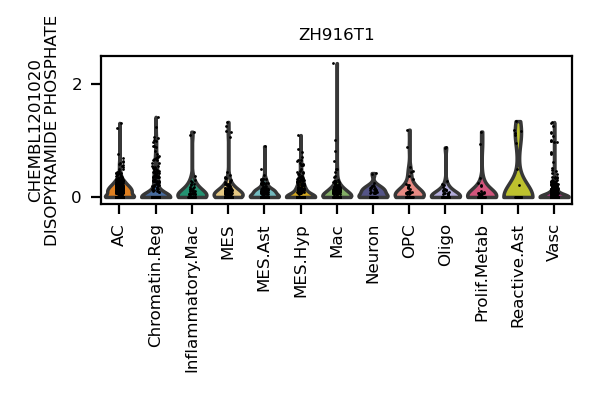 ZH916T1
CHEMBL1201020
DISOPYRAMIDE PHOSPHATE
2
0
AC
Chromatin.Reg
Inflammatory.Mac
MES
MES.Ast
MES.Hyp
Mac
Neuron
OPC
Oligo
Prolif.Metab
Reactive.Ast
Vasc